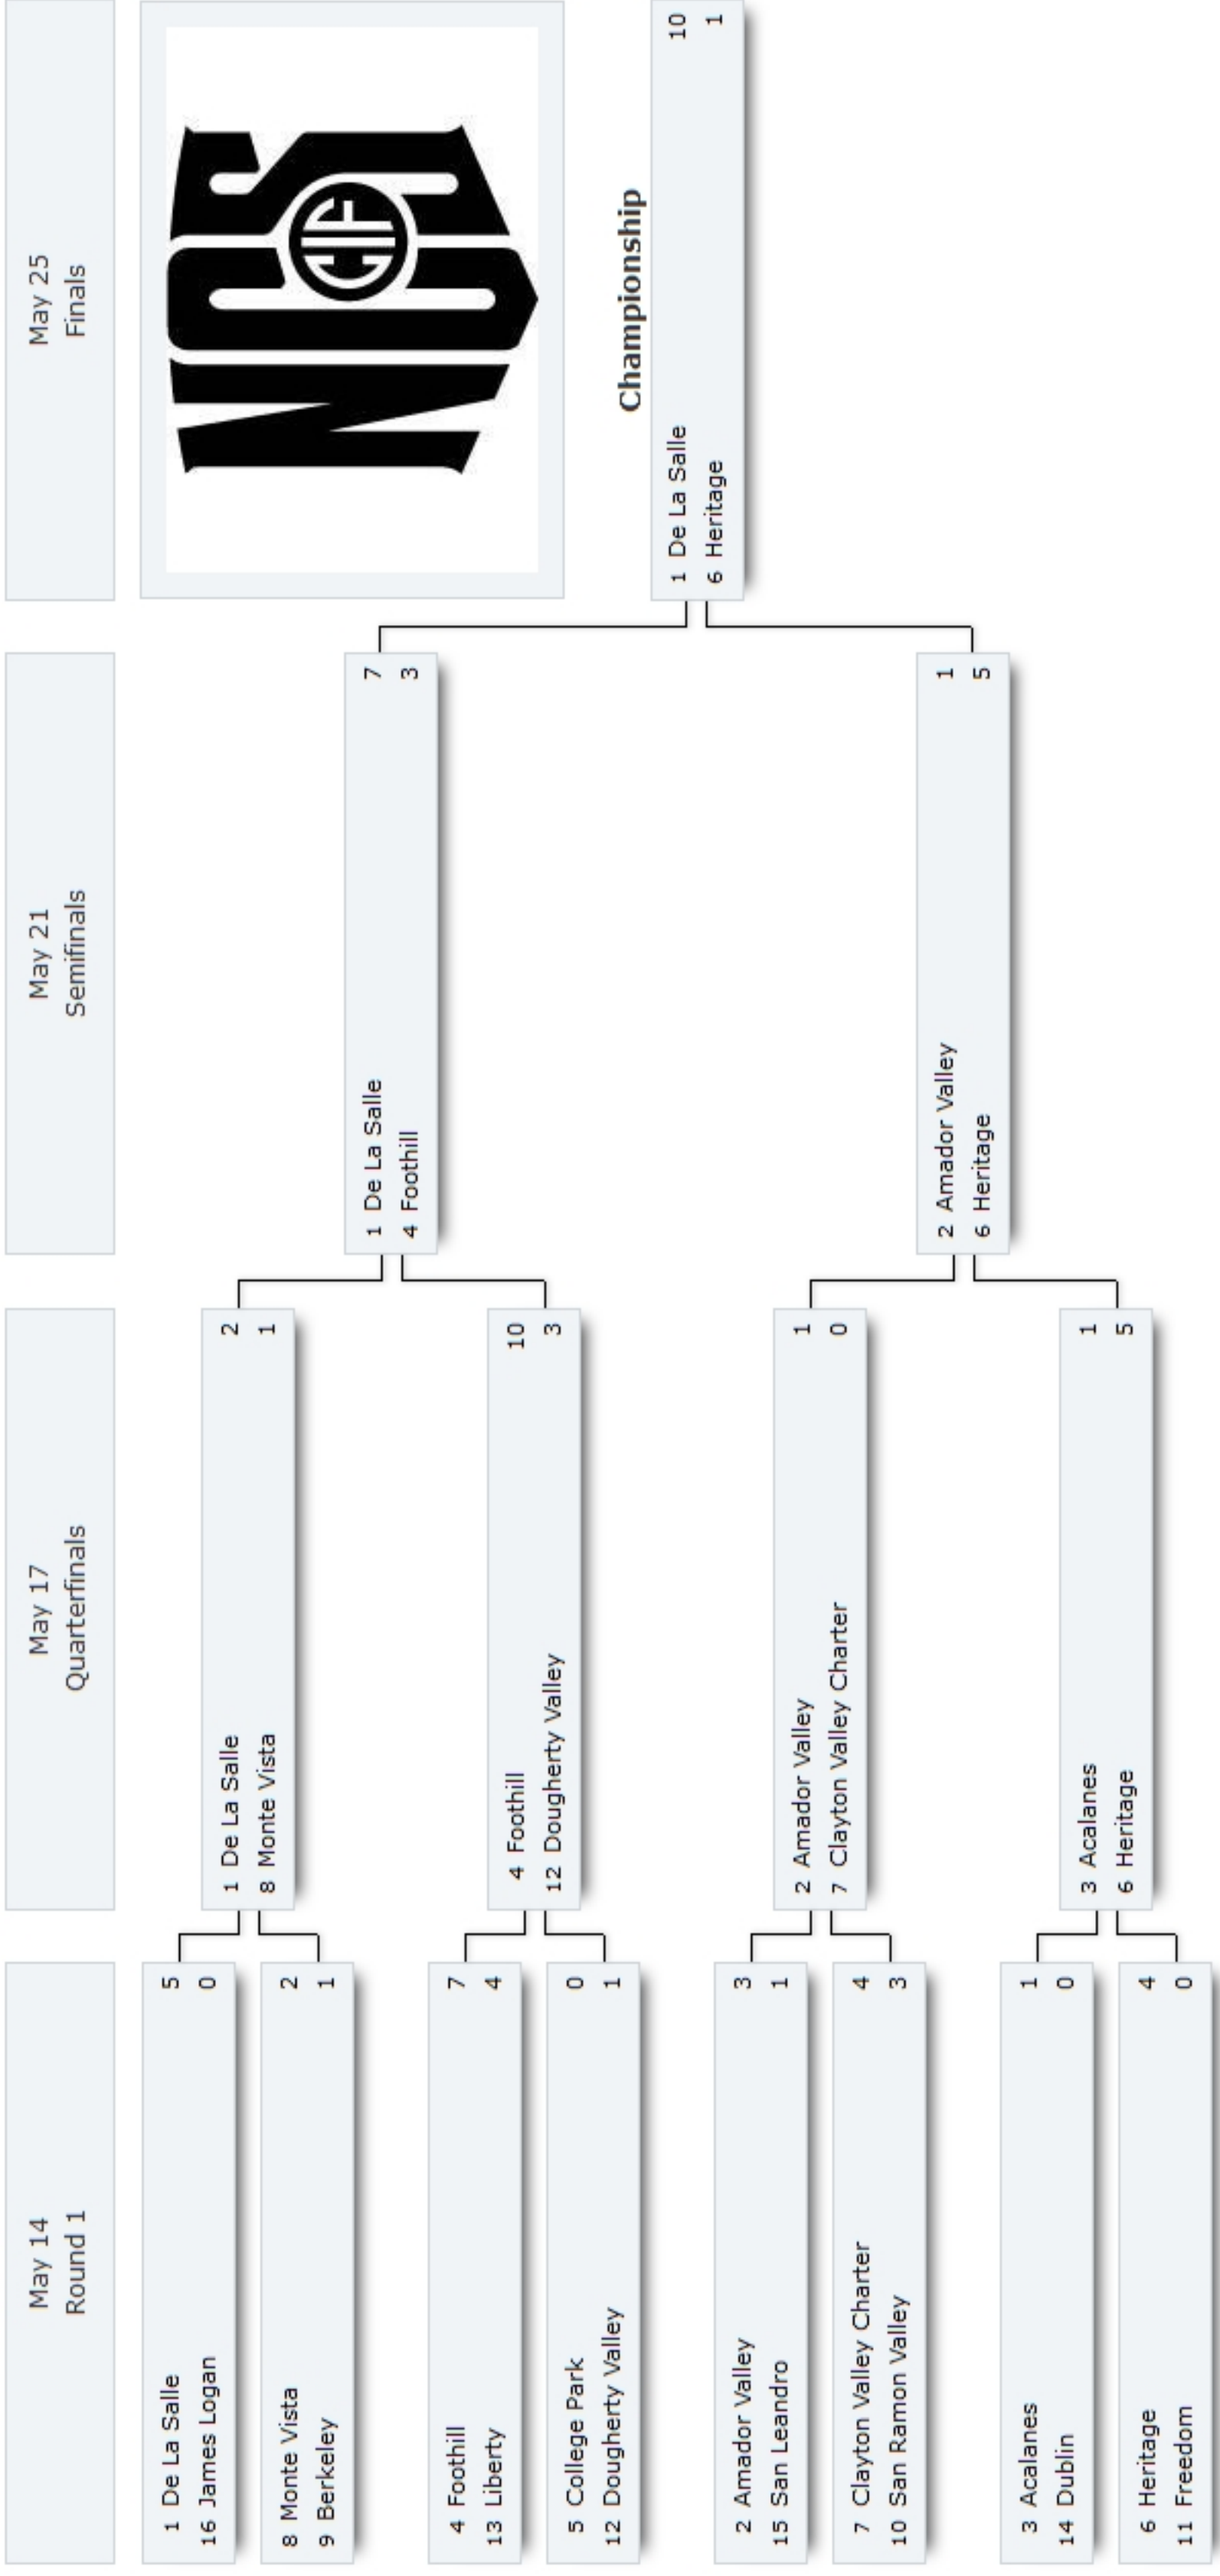 May 14
Round 1
May 17
Quarterfinals
May 21
Semifinals
May 25
Finals
1 De La Salle 5
16 James Logan 0
8 Monte Vista 2
9 Berkeley 1
4 Foothill 7
13 Liberty 4
5 College Park 0
12 Dougherty Valley 1
2 Amador Valley 3
15 San Leandro 1
7 Clayton Valley Charter 4
10 San Ramon Valley 3
3 Acalanes 1
14 Dublin 0
6 Heritage 4
11 Freedom 0
1 De La Salle 2
8 Monte Vista 1
4 Foothill 10
12 Dougherty Valley 3
2 Amador Valley 1
7 Clayton Valley Charter 0
3 Acalanes 1
6 Heritage 5
1 De La Salle 7
4 Foothill 3
2 Amador Valley 1
6 Heritage 5
NCS
CIF
Championship
1 De La Salle 10
6 Heritage 1